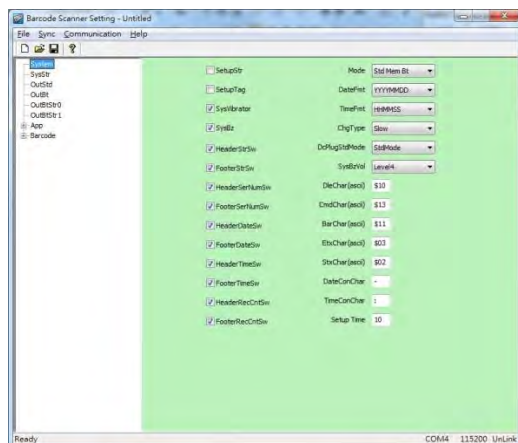 Barcode Scanner Setting - Untitled
File Sync Communication Help
System
SysStr
OutStd
OutBt
OutBtStr0
OutBtStr1
App
Barcode
SetupStr
SetupTag
SysVibrator
SysBz
HeaderStrSw
FooterStrSw
HeaderSerNumSw
FooterSerNumSw
HeaderDateSw
FooterDateSw
HeaderTimeSw
FooterTimeSw
HeaderRecCntSw
FooterRecCntSw
Mode Std Mem Bt
DateFmt YYYYMMDD
TimeFmt HHMMSS
ChgType Slow
DcPlugStdMode StdMode
SysBzVol Level4
DleChar(ascii) $10
CmdChar(ascii) $13
BarChar(ascii) $11
EtxChar(ascii) $03
StxChar(ascii) $02
DateConChar -
TimeConChar :
Setup Time 10
Ready COM4 115200 UnLink